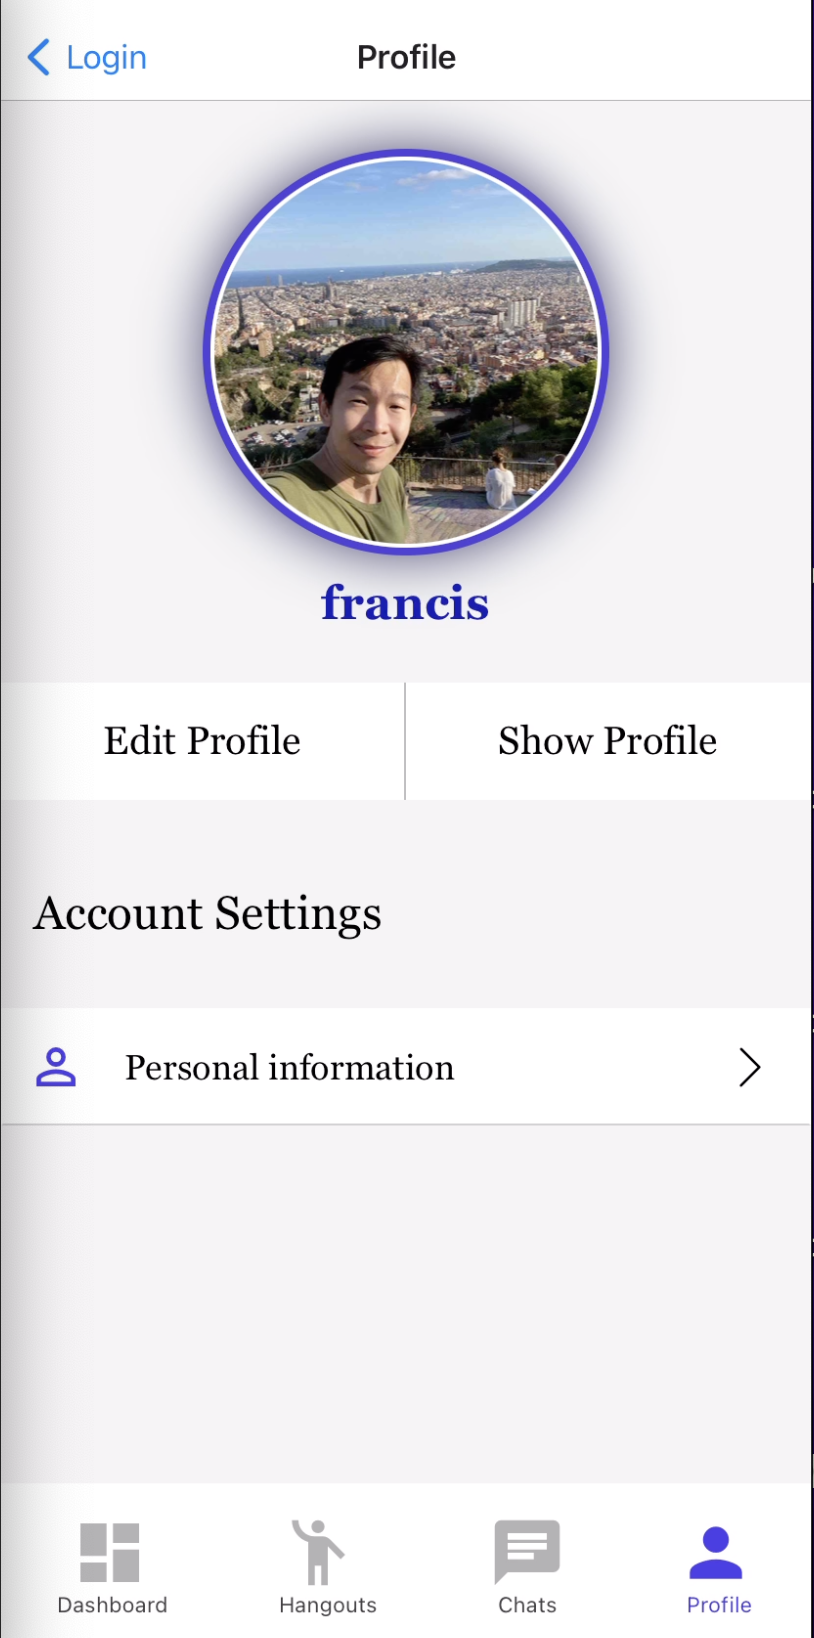 Login
Profile
francis
Edit Profile
Show Profile
Account Settings
Personal information
Dashboard
Hangouts
Chats
Profile